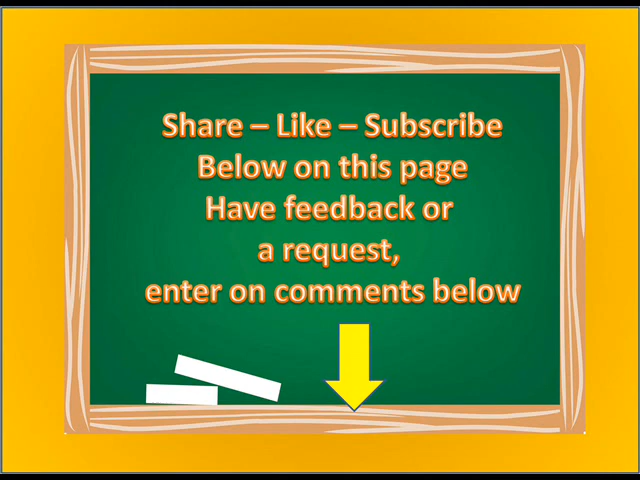 Share – Like – Subscribe
Below on this page
Have feedback or
a request,
enter on comments below